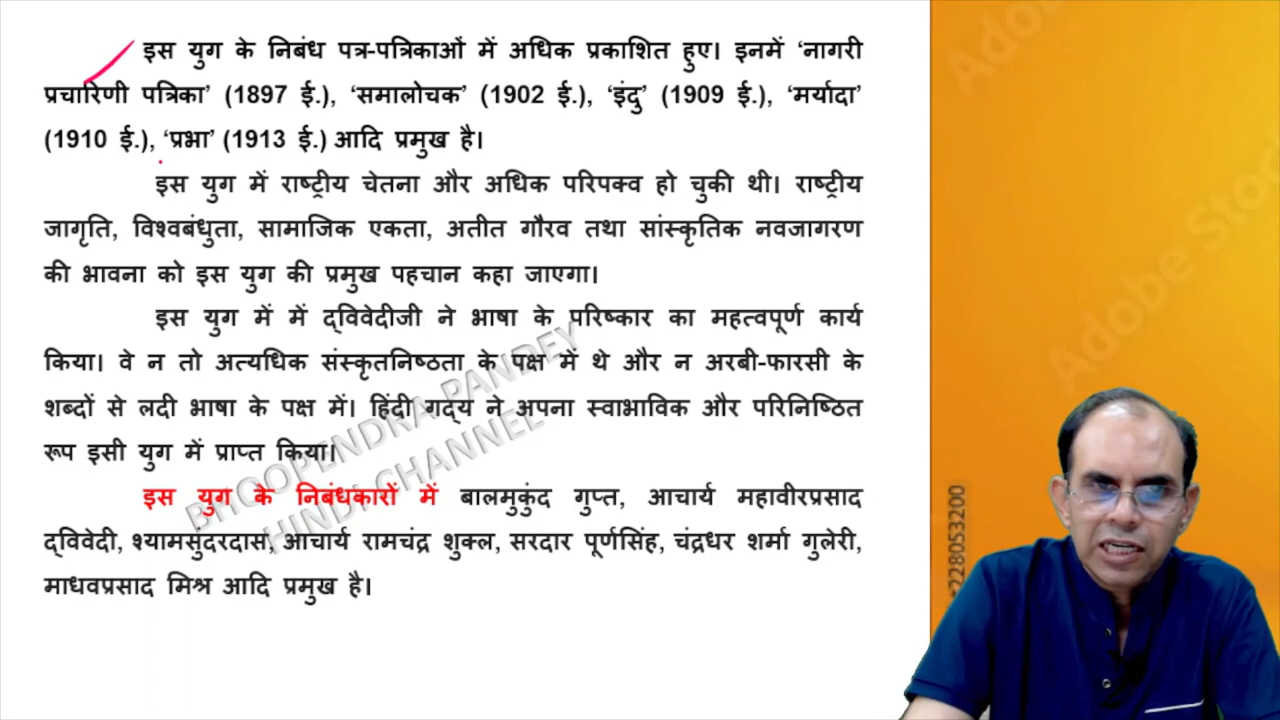 इस युग के निबंध पत्र-पत्रिकाओं में अधिक प्रकाशित हुए। इनमें ‘नागरी
प्रचारिणी पत्रिका’ (1897 ई.), ‘समालोचक’ (1902 ई.), ‘इंदु’ (1909 ई.), ‘मर्यादा’
(1910 ई.), ‘प्रभा’ (1913 ई.) आदि प्रमुख है।
इस युग में राष्ट्रीय चेतना और अधिक परिपक्व हो चुकी थी। राष्ट्रीय
जागृति, विश्वबंधुता, सामाजिक एकता, अतीत गौरव तथा सांस्कृतिक नवजागरण
की भावना को इस युग की प्रमुख पहचान कहा जाएगा।
इस युग में में द्विवेदीजी ने भाषा के परिष्कार का महत्वपूर्ण कार्य
किया। वे न तो अत्यधिक संस्कृतनिष्ठता के पक्ष में थे और न अरबी-फारसी के
शब्दों से लदी भाषा के पक्ष में। हिंदी गद्य ने अपना स्वाभाविक और परिनिष्ठित
रूप इसी युग में प्राप्त किया।
इस युग के निबंधकारों में बालमुकुंद गुप्त, आचार्य महावीरप्रसाद
द्विवेदी, श्यामसुंदरदास, आचार्य रामचंद्र शुक्ल, सरदार पूर्णसिंह, चंद्रधर शर्मा गुलेरी,
माधवप्रसाद मिश्र आदि प्रमुख है।
BHOOPENDRA PANDEY
HINDI CHANNEL
Adobe Stock
Adobe Stoc